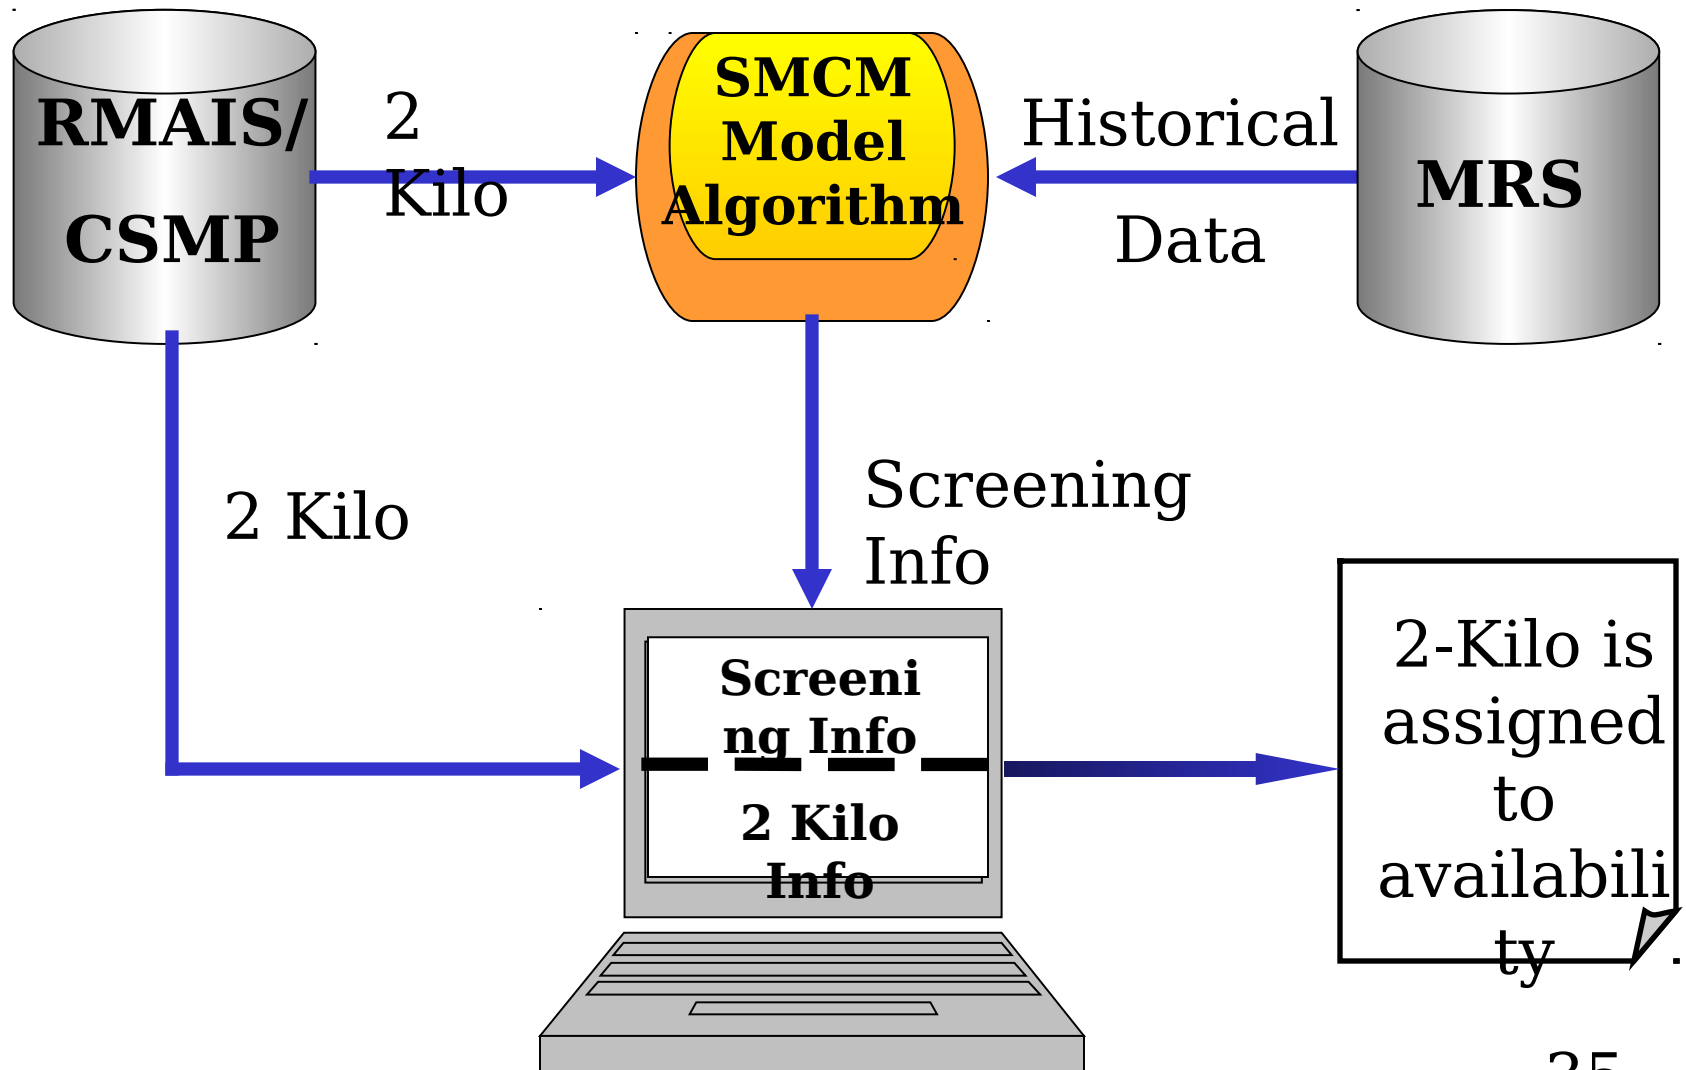 RMAIS/
CSMP
2
Kilo
SMCM
Model
Algorithm
Historical
Data
MRS
2 Kilo
Screening
Info
Screeni
ng Info
2 Kilo
Info
2-Kilo is
assigned
to
availabili
ty
35